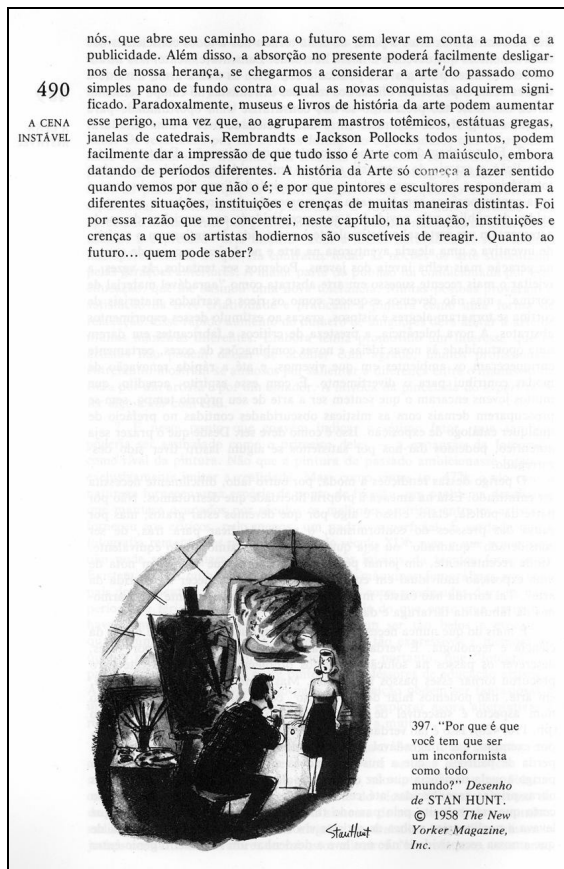 nós, que abre seu caminho para o futuro sem levar em conta a moda e a
publicidade. Além disso, a absorção no presente poderá facilmente desligar-
nos de nossa herança, se chegarmos a considerar a arte do passado como
simples pano de fundo contra o qual as novas conquistas adquirem signi-
ficado. Paradoxalmente, museus e livros de história da arte podem aumentar
esse perigo, uma vez que, ao agruparem mastros totêmicos, estátuas gregas,
janelas de catedrais, Rembrandts e Jackson Pollocks todos juntos, podem
facilmente dar a impressão de que tudo isso é Arte com A maiúsculo, embora
datando de períodos diferentes. A história da Arte só começa a fazer sentido
quando vemos por que não o é; e por que pintores e escultores responderam a
diferentes situações, instituições e crenças de muitas maneiras distintas. Foi
por essa razão que me concentrei, neste capítulo, na situação, instituições e
crenças a que os artistas hodiernos são suscetíveis de reagir. Quanto ao
futuro... quem pode saber?
490
A CENA
INSTÁVEL
StanHunt
397. "Por que é que
você tem que ser
um inconformista
como todo
mundo?" Desenho
de STAN HUNT.
© 1958 The New
Yorker Magazine,
Inc.